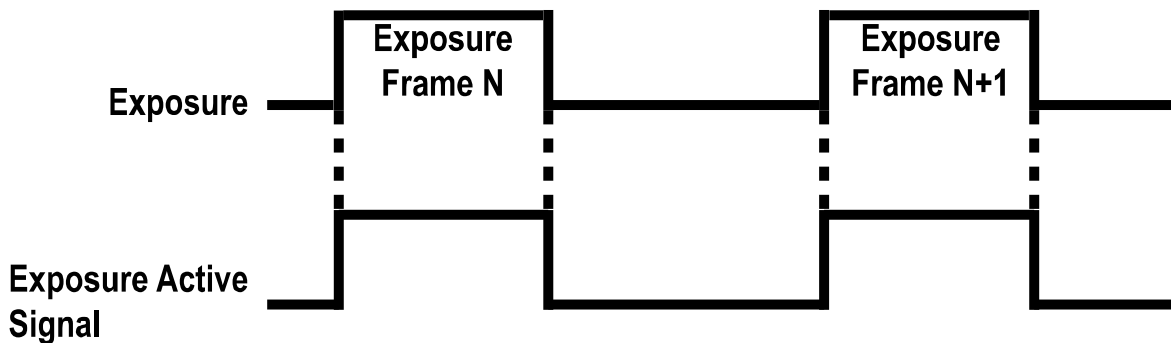 Exposure
Frame N
Exposure
Frame N+1
Exposure
Exposure Active
Signal